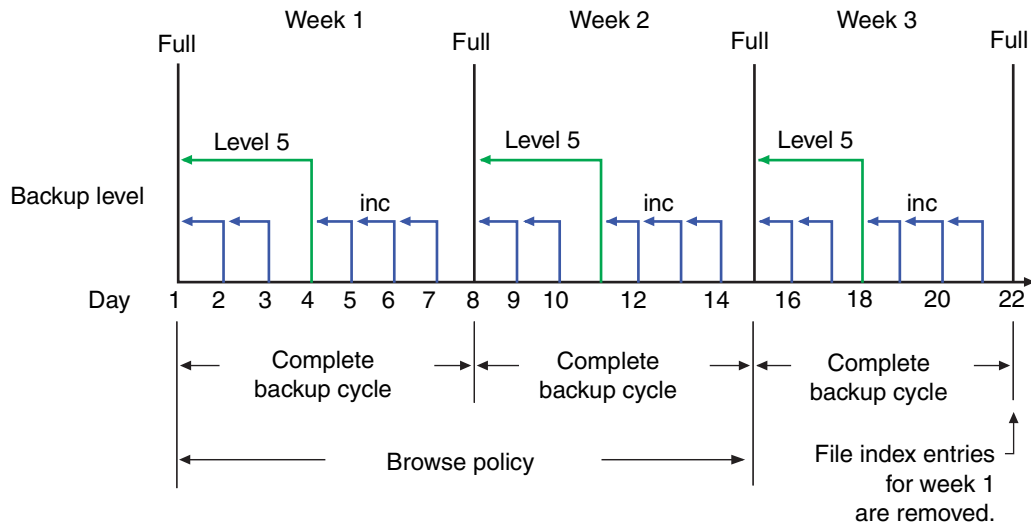 Week 1 Week 2 Week 3
Full Full Full Full
Level 5 Level 5 Level 5
Backup level inc inc inc
Day 1 2 3 4 5 6 7 8 9 10 12 14 16 18 20 22
Complete Complete Complete
backup cycle backup cycle backup cycle
Browse policy
File index entries
for week 1
are removed.